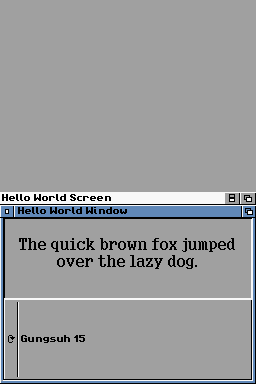 Hello World Screen
Hello World Window
The quick brown fox jumped
over the lazy dog.
Gungsuh 15